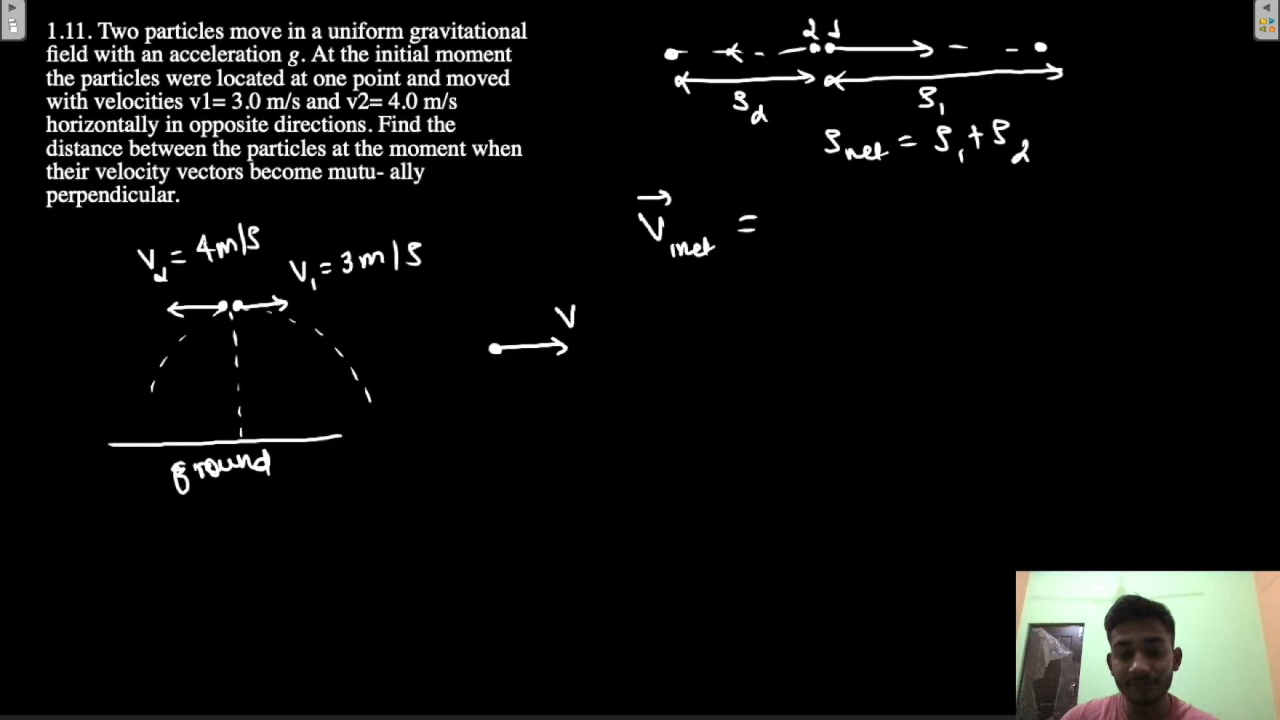 1.11. Two particles move in a uniform gravitational
field with an acceleration g. At the initial moment
the particles were located at one point and moved
with velocities v1= 3.0 m/s and v2= 4.0 m/s
horizontally in opposite directions. Find the
distance between the particles at the moment when
their velocity vectors become mutu- ally
perpendicular.
2 1
S2
S1
Snet = S1 + S2
V1net =
V2 = 4m/s
V1 = 3m/s
V
ground